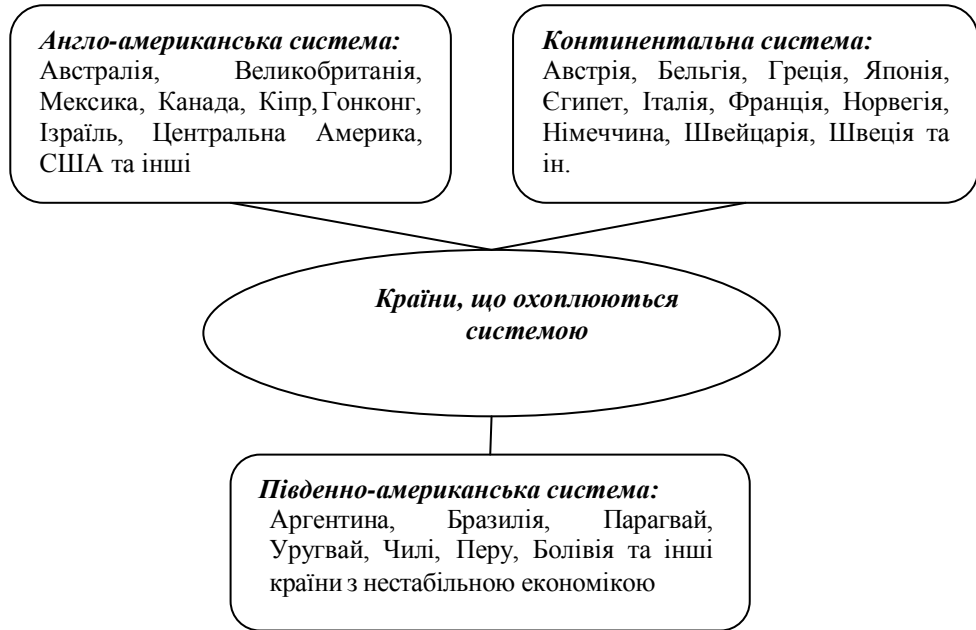 Англо-американська система:
Австралія, Великобританія,
Мексика, Канада, Кіпр, Гонконг,
Ізраїль, Центральна Америка,
США та інші
Континентальна система:
Австрія, Бельгія, Греція, Японія,
Єгипет, Італія, Франція, Норвегія,
Німеччина, Швейцарія, Швеція та
ін.
Країни, що охоплюються
системою
Південно-американська система:
Аргентина, Бразилія, Парагвай,
Уругвай, Чилі, Перу, Болівія та інші
країни з нестабільною економікою